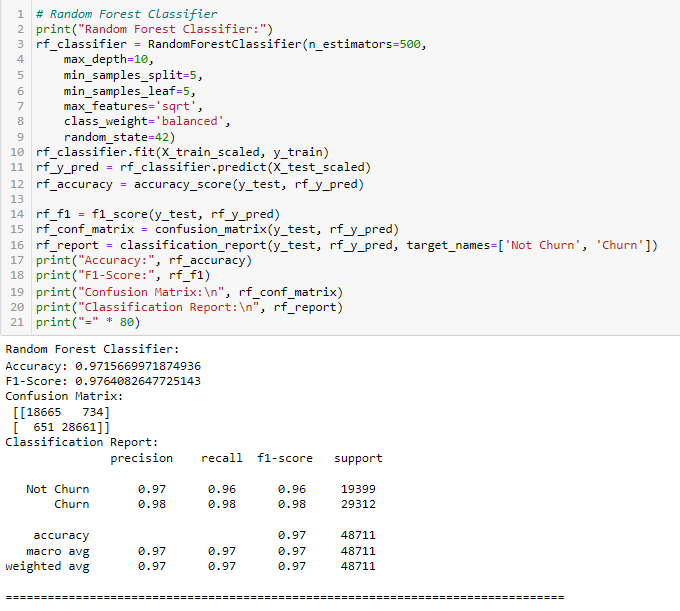 1 # Random Forest Classifier
2 print("Random Forest Classifier:")
3 rf_classifier = RandomForestClassifier(n_estimators=500,
4     max_depth=10,
5     min_samples_split=5,
6     min_samples_leaf=5,
7     max_features='sqrt',
8     class_weight='balanced',
9     random_state=42)
10 rf_classifier.fit(X_train_scaled, y_train)
11 rf_y_pred = rf_classifier.predict(X_test_scaled)
12 rf_accuracy = accuracy_score(y_test, rf_y_pred)
13
14 rf_f1 = f1_score(y_test, rf_y_pred)
15 rf_conf_matrix = confusion_matrix(y_test, rf_y_pred)
16 rf_report = classification_report(y_test, rf_y_pred, target_names=['Not Churn', 'Churn'])
17 print("Accuracy:", rf_accuracy)
18 print("F1-Score:", rf_f1)
19 print("Confusion Matrix:\n", rf_conf_matrix)
20 print("Classification Report:\n", rf_report)
21 print("=" * 80)
Random Forest Classifier:
Accuracy: 0.9715669971874936
F1-Score: 0.9764082647725143
Confusion Matrix:
 [[18665   734]
 [  651 28661]]
Classification Report:
               precision    recall  f1-score   support

   Not Churn       0.97      0.96      0.96     19399
       Churn       0.98      0.98      0.98     29312

    accuracy                           0.97     48711
   macro avg       0.97      0.97      0.97     48711
weighted avg       0.97      0.97      0.97     48711

================================================================================